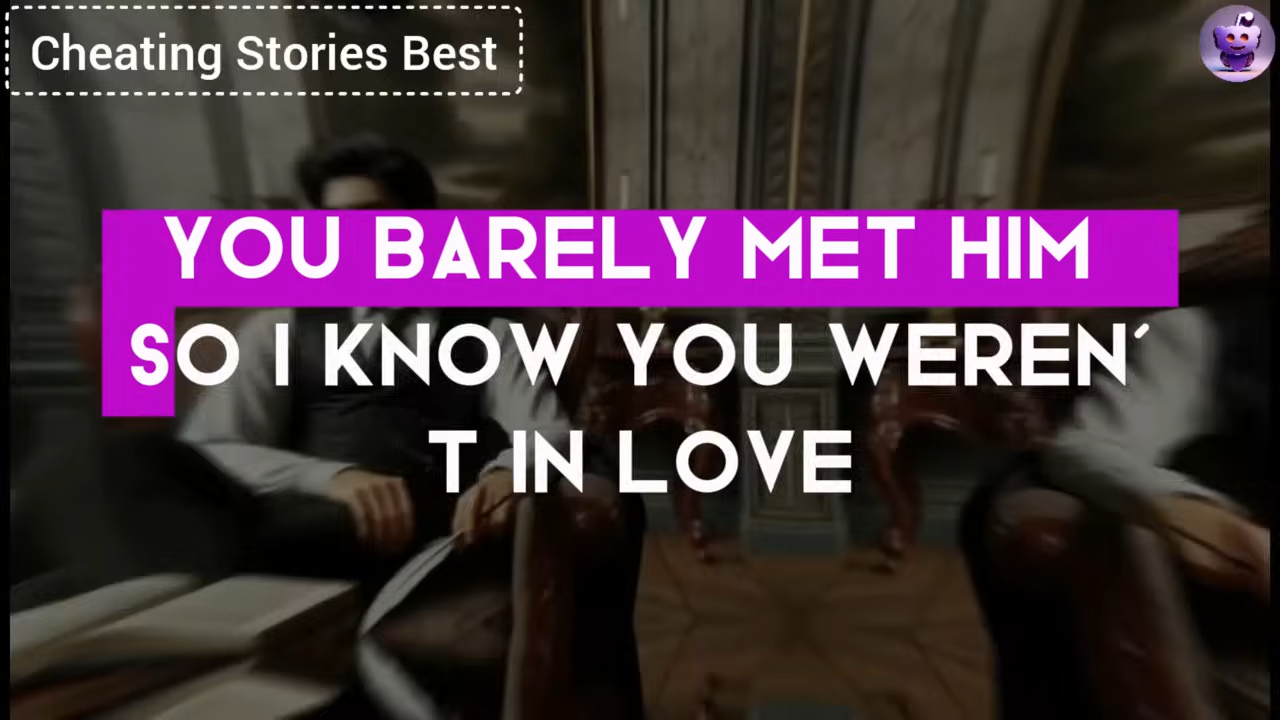 Cheating Stories Best
YOU BARELY MET HIM
SO I KNOW YOU WEREN´
T IN LOVE